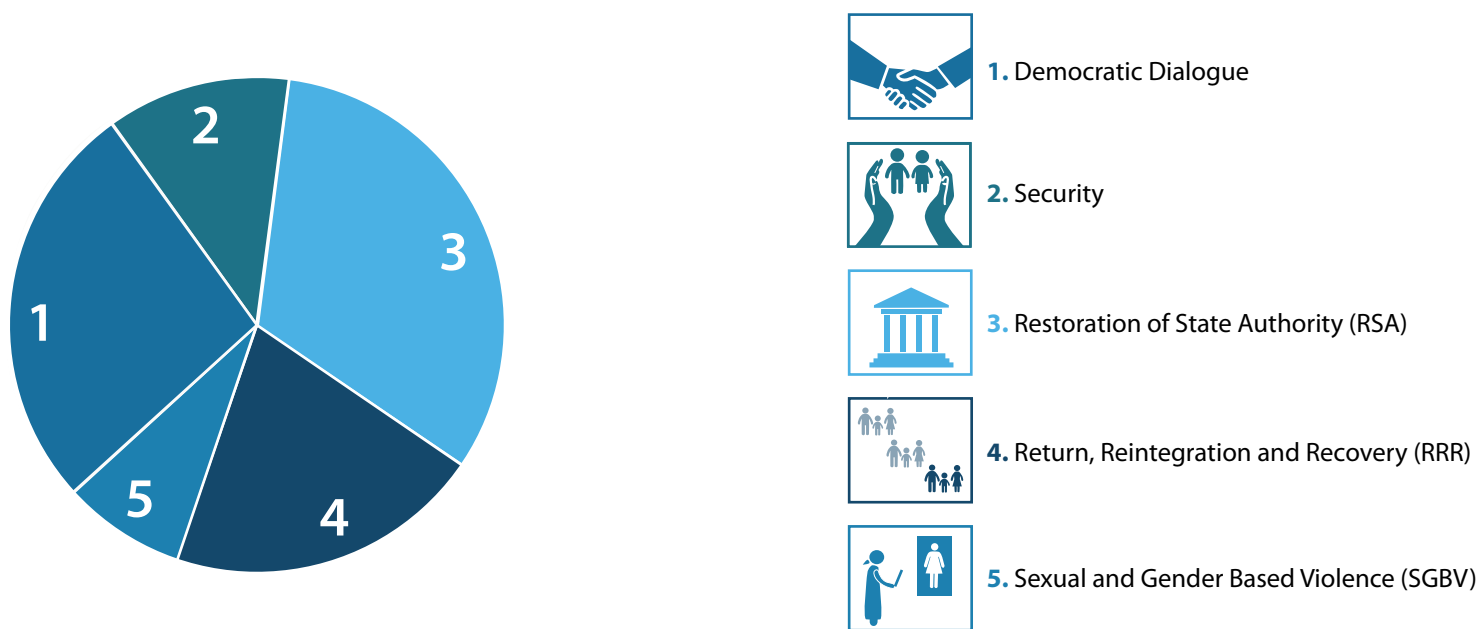 2
3
1
5
4
1. Democratic Dialogue
2. Security
3. Restoration of State Authority (RSA)
4. Return, Reintegration and Recovery (RRR)
5. Sexual and Gender Based Violence (SGBV)